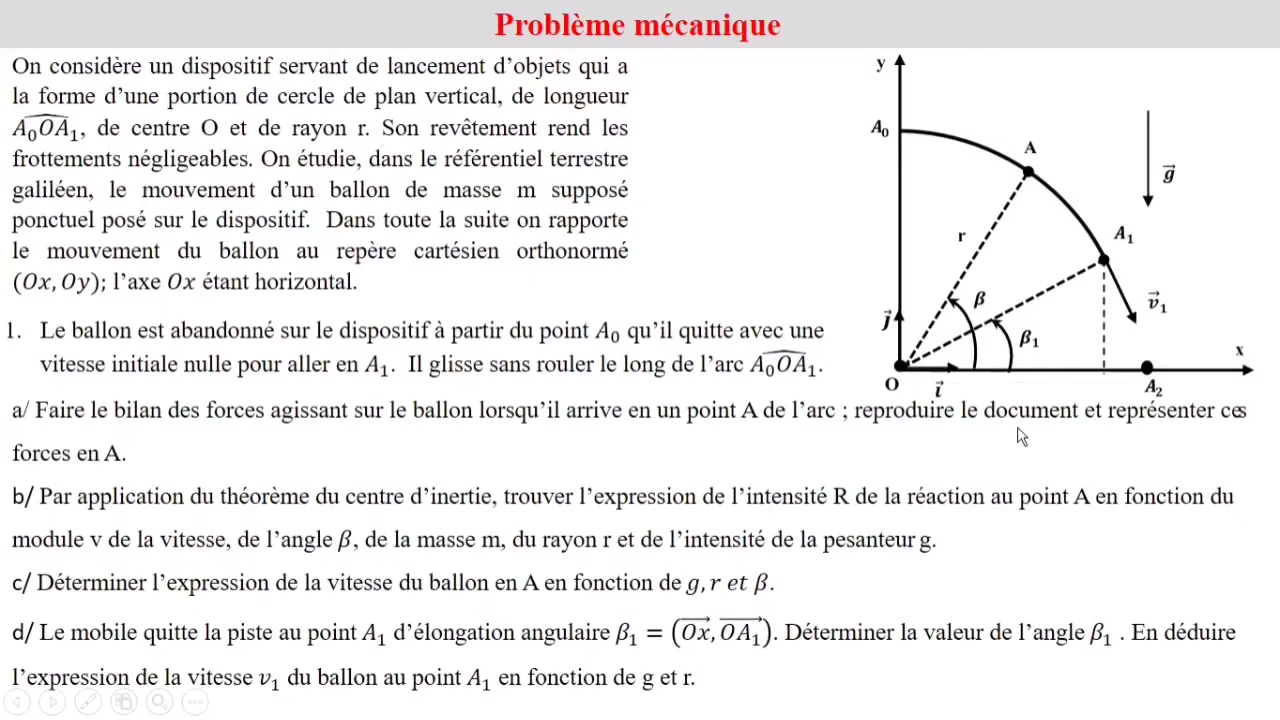 Problème mécanique
On considère un dispositif servant de lancement d'objets qui a
la forme d'une portion de cercle de plan vertical, de longueur
A₀OA₁, de centre O et de rayon r. Son revêtement rend les
frottements négligeables. On étudie, dans le référentiel terrestre
galiléen, le mouvement d'un ballon de masse m supposé
ponctuel posé sur le dispositif. Dans toute la suite on rapporte
le mouvement du ballon au repère cartésien orthonormé
(Ox, Oy); l'axe Ox étant horizontal.
y
A₀
A
g⃗
r
A₁
β
v⃗₁
j⃗
β₁
x
O
i⃗
A₂
1. Le ballon est abandonné sur le dispositif à partir du point A₀ qu'il quitte avec une
vitesse initiale nulle pour aller en A₁. Il glisse sans rouler le long de l'arc A₀OA₁.
a/ Faire le bilan des forces agissant sur le ballon lorsqu'il arrive en un point A de l'arc ; reproduire le document et représenter ces
forces en A.
b/ Par application du théorème du centre d'inertie, trouver l'expression de l'intensité R de la réaction au point A en fonction du
module v de la vitesse, de l'angle β, de la masse m, du rayon r et de l'intensité de la pesanteur g.
c/ Déterminer l'expression de la vitesse du ballon en A en fonction de g, r et β.
d/ Le mobile quitte la piste au point A₁ d'élongation angulaire β₁ = (Ox⃗, OA₁⃗). Déterminer la valeur de l'angle β₁ . En déduire
l'expression de la vitesse v₁ du ballon au point A₁ en fonction de g et r.